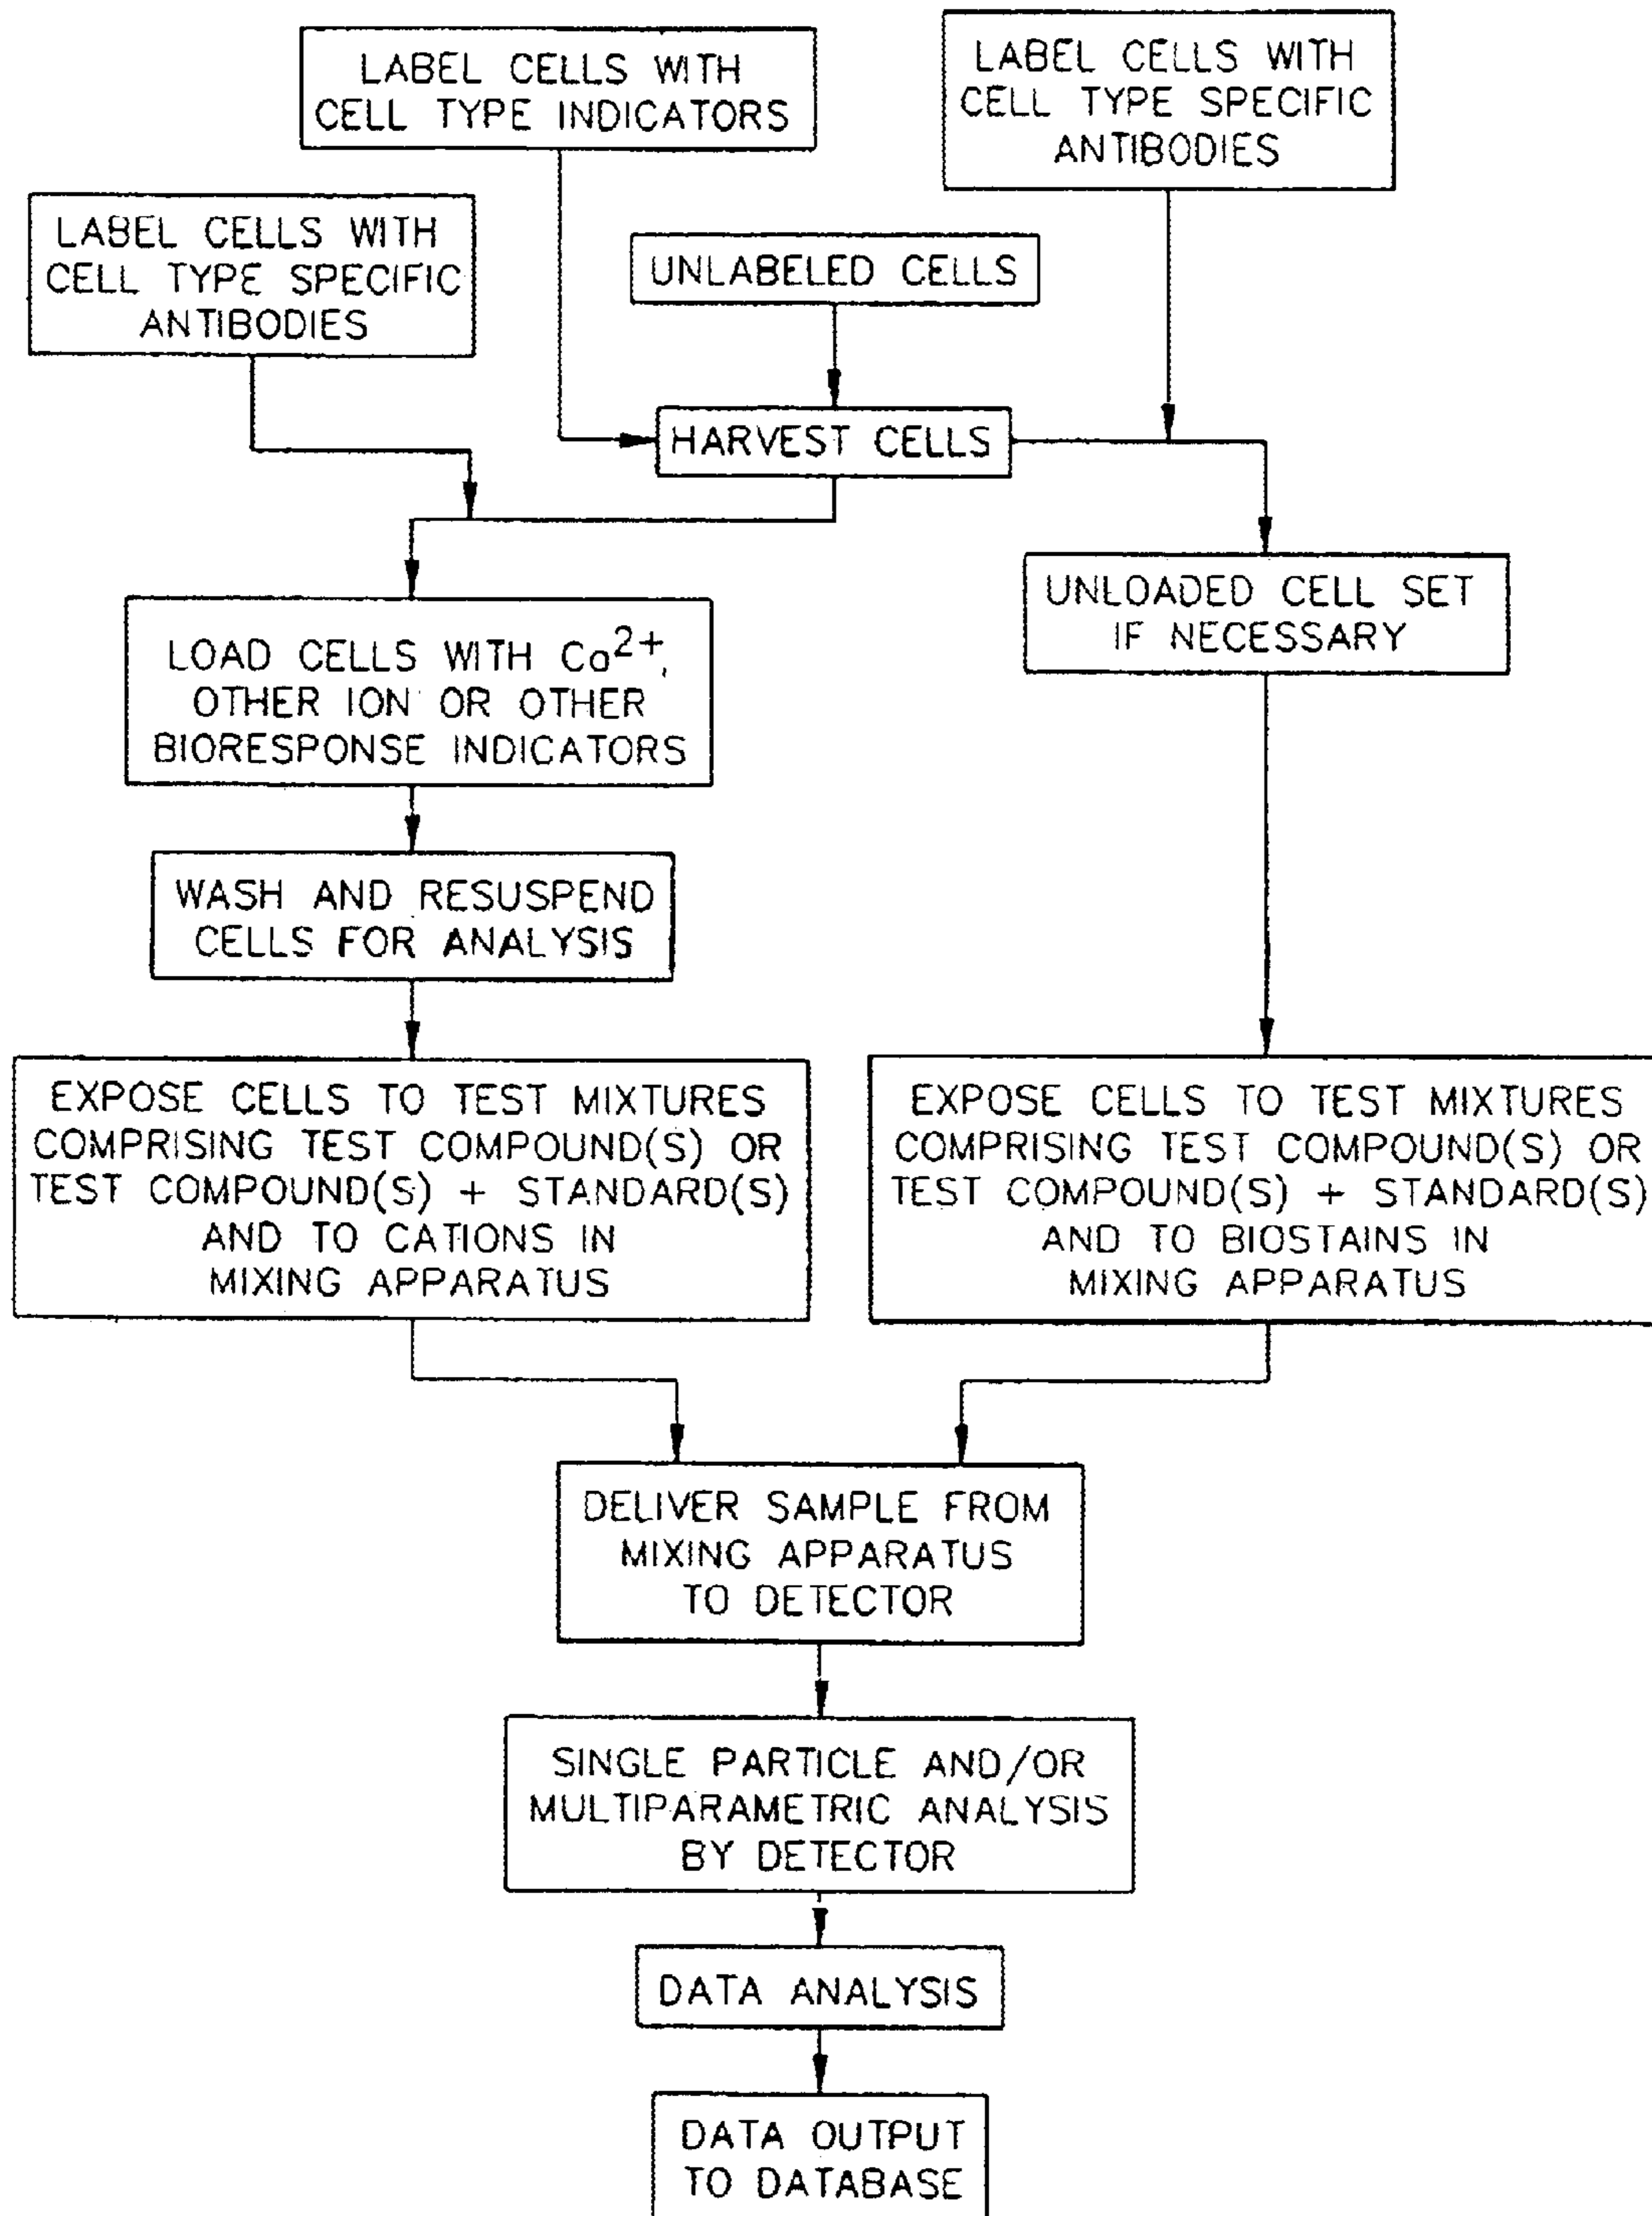 LABEL CELLS WITH
CELL TYPE INDICATORS
LABEL CELLS WITH
CELL TYPE SPECIFIC
ANTIBODIES
LABEL CELLS WITH
CELL TYPE SPECIFIC
ANTIBODIES
UNLABELED CELLS
HARVEST CELLS
UNLOADED CELL SET
IF NECESSARY
LOAD CELLS WITH Ca2+,
OTHER ION OR OTHER
BIORESPONSE INDICATORS
WASH AND RESUSPEND
CELLS FOR ANALYSIS
EXPOSE CELLS TO TEST MIXTURES
COMPRISING TEST COMPOUND(S) OR
TEST COMPOUND(S) + STANDARD(S)
AND TO CATIONS IN
MIXING APPARATUS
EXPOSE CELLS TO TEST MIXTURES
COMPRISING TEST COMPOUND(S) OR
TEST COMPOUND(S) + STANDARD(S)
AND TO BIOSTAINS IN
MIXING APPARATUS
DELIVER SAMPLE FROM
MIXING APPARATUS
TO DETECTOR
SINGLE PARTICLE AND/OR
MULTIPARAMETRIC ANALYSIS
BY DETECTOR
DATA ANALYSIS
DATA OUTPUT
TO DATABASE